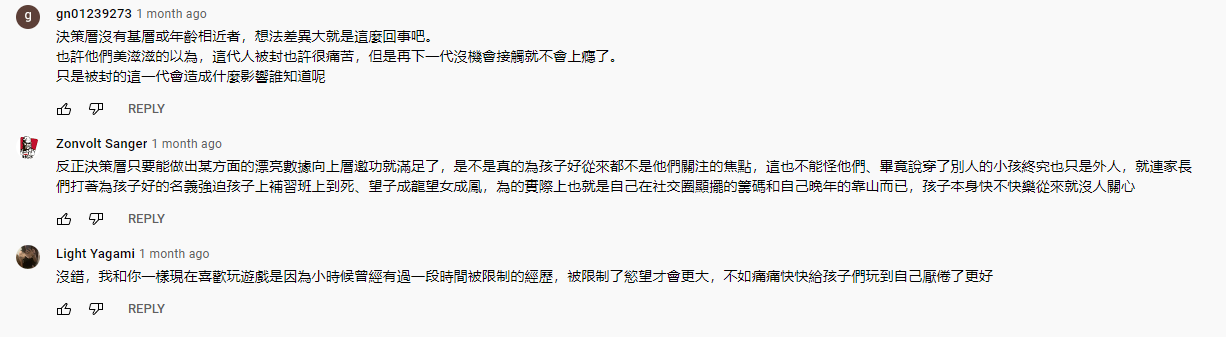 g
gn01239273 1 month ago
決策層沒有基層或年齡相近者，想法差異大就是這麼回事吧。
也許他們美滋滋的以為，這代人被封也許很痛苦，但是再下一代沒機會接觸就不會上癮了。
只是被封的這一代會造成什麼影響誰知道呢
REPLY
Zonvolt Sanger 1 month ago
反正決策層只要能做出某方面的漂亮數據向上層邀功就滿足了，是不是真的為孩子好從來都不是他們關注的焦點，這也不能怪他們、畢竟說穿了別人的小孩終究也只是外人，就連家長
們打著為孩子好的名義強迫孩子上補習班上到死、望子成龍望女成鳳，為的實際上也就是自己在社交圈顯擺的籌碼和自己晚年的靠山而已，孩子本身快不快樂從來就沒人關心
REPLY
Light Yagami 1 month ago
沒錯，我和你一樣現在喜歡玩遊戲是因為小時候曾經有過一段時間被限制的經歷，被限制了慾望才會更大，不如痛痛快快給孩子們玩到自己厭倦了更好
REPLY